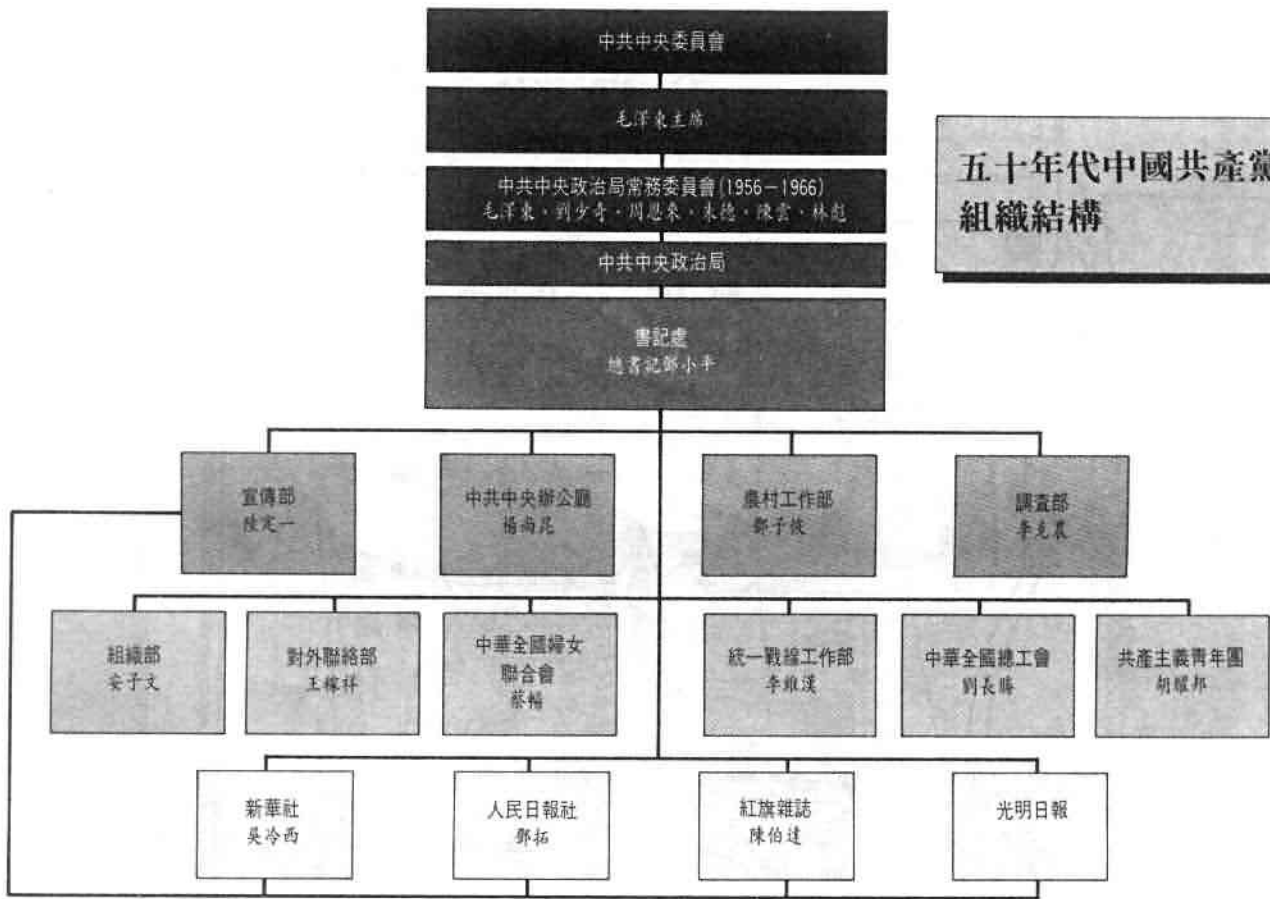 中共中央委員會
毛澤東主席
五十年代中國共產黨
組織結構
中共中央政治局常務委員會(1956－1966)
毛澤東、劉少奇、周恩來、朱德、陳雲、林彪
中共中央政治局
書記處
總書記鄧小平
宣傳部
陸定一
中共中央辦公廳
楊尚昆
農村工作部
鄧子恢
調查部
李克農
組織部
安子文
對外聯絡部
王稼祥
中華全國婦女
聯合會
蔡暢
統一戰線工作部
李維漢
中華全國總工會
劉長勝
共產主義青年團
胡耀邦
新華社
吳冷西
人民日報社
鄧拓
紅旗雜誌
陳伯達
光明日報